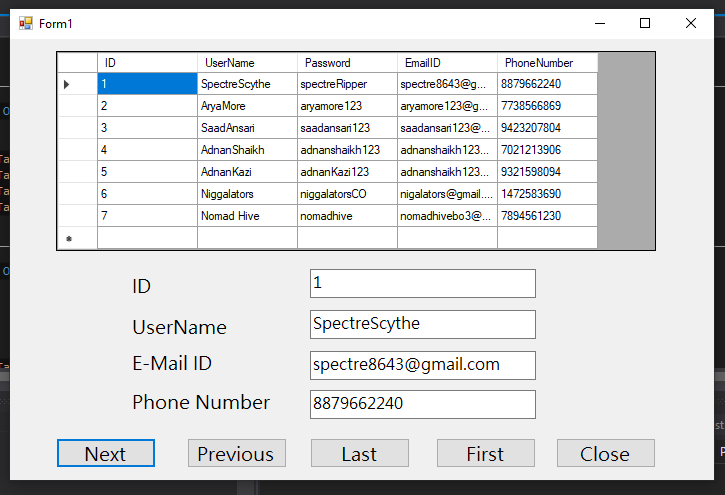 Form1
ID UserName Password EmailID PhoneNumber
1 SpectreScythe spectreRipper spectre8643@g... 8879662240
2 AryaMore aryamore123 aryamore123@g... 7738566869
3 SaadAnsari saadansari123 saadansari123@... 9423207804
4 AdnanShaikh adnanshaikh123 adnanshaikh123... 7021213906
5 AdnanKazi adnanKazi123 adnanshaikh123... 9321598094
6 Niggalators niggalatorsCO nigalators@gmail.... 1472583690
7 Nomad Hive nomadhive nomadhivebo3@... 7894561230
ID 1
UserName SpectreScythe
E-Mail ID spectre8643@gmail.com
Phone Number 8879662240
Next Previous Last First Close